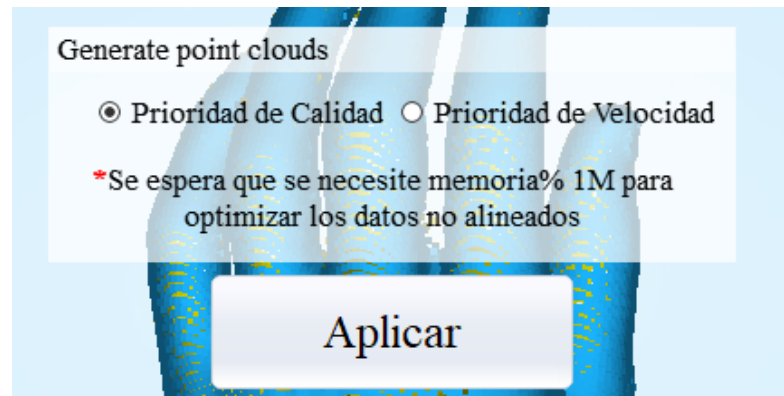 Generate point clouds
Prioridad de Calidad Prioridad de Velocidad
*Se espera que se necesite memoria% 1M para
optimizar los datos no alineados
Aplicar